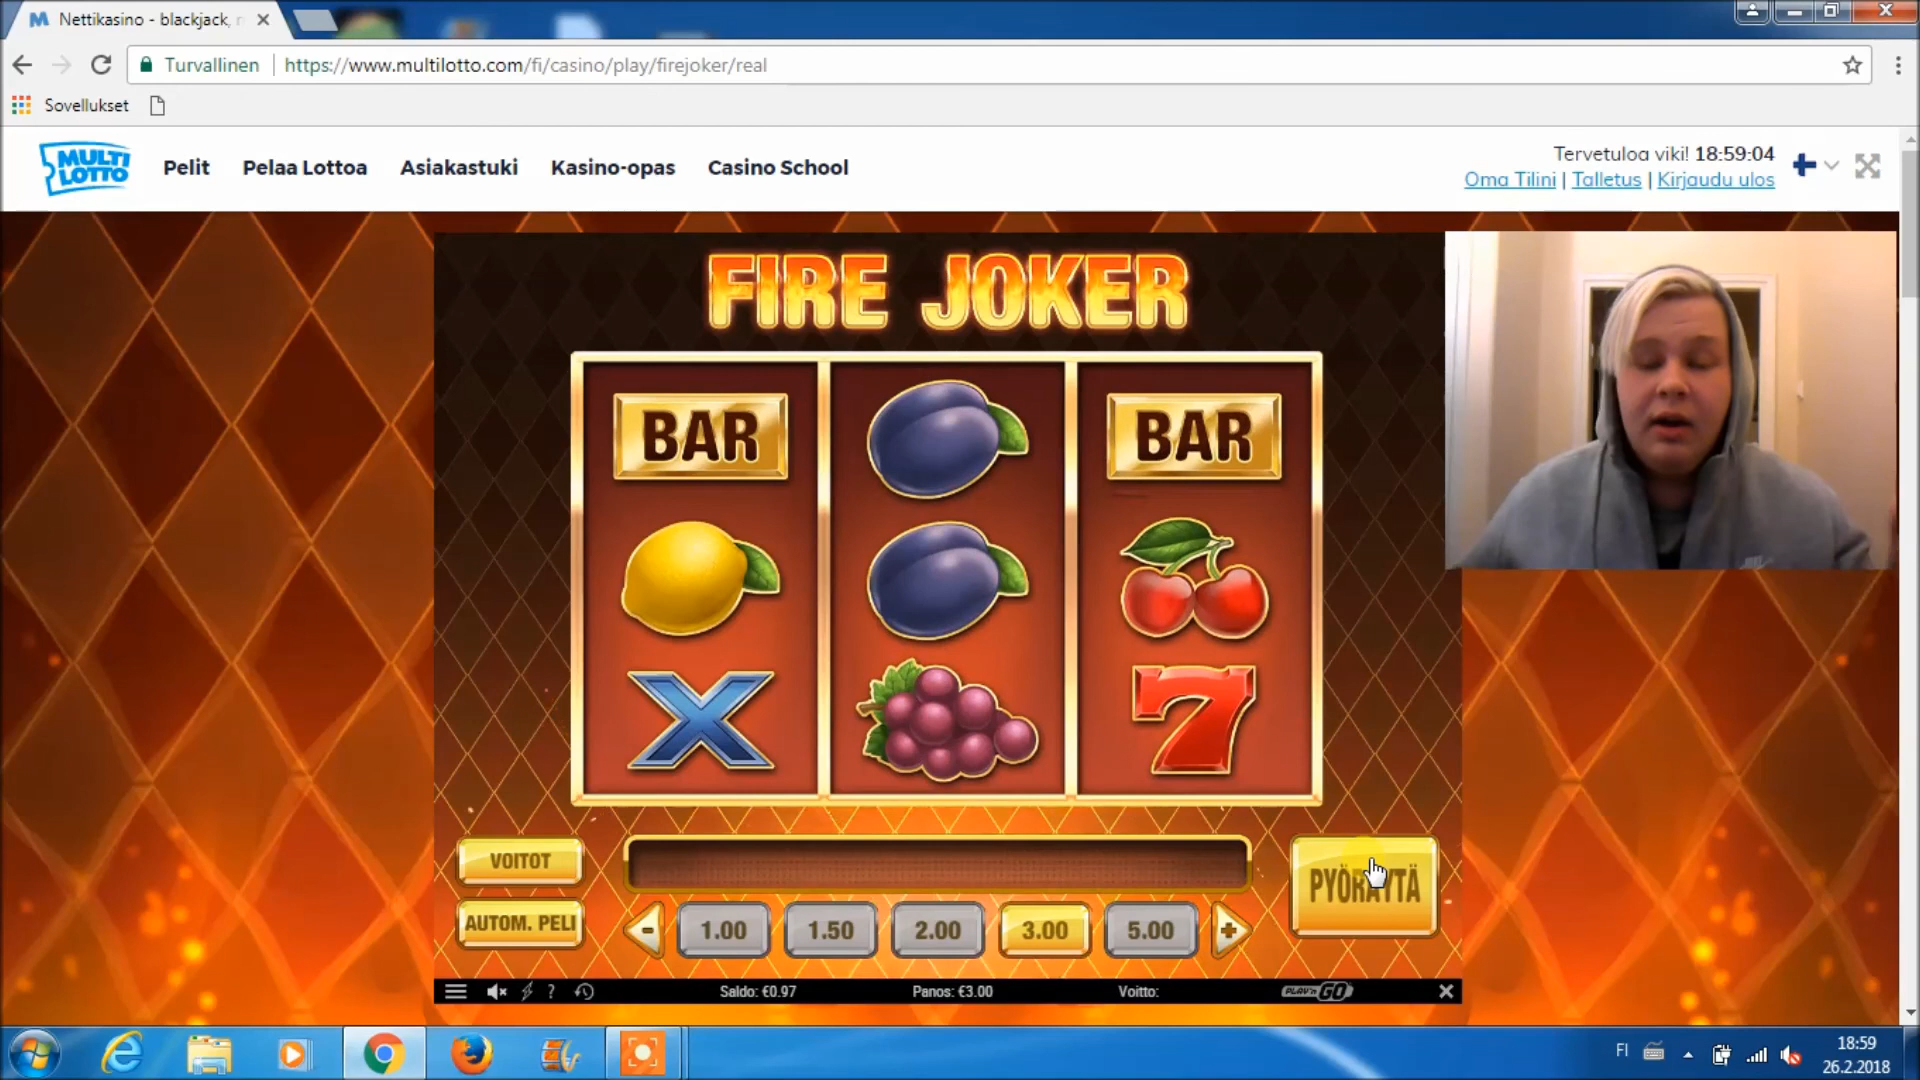 Nettikasino - blackjack, r
Turvallinen
https://www.multilotto.com/fi/casino/play/firejoker/real
Sovellukset
MULTI LOTTO
Pelit
Pelaa Lottoa
Asiakastuki
Kasino-opas
Casino School
Tervetuloa viki! 18:59:04
Oma Tilini | Talletus | Kirjaudu ulos
FIRE JOKER
BAR
BAR
X
7
VOITOT
AUTOM. PELI
- 1.00 1.50 2.00 3.00 5.00 +
PYÖRÄYTÄ
? Saldo: €0.97 Panos: €3.00 Voitto: PLAY'n GO
FI
18:59
26.2.2018